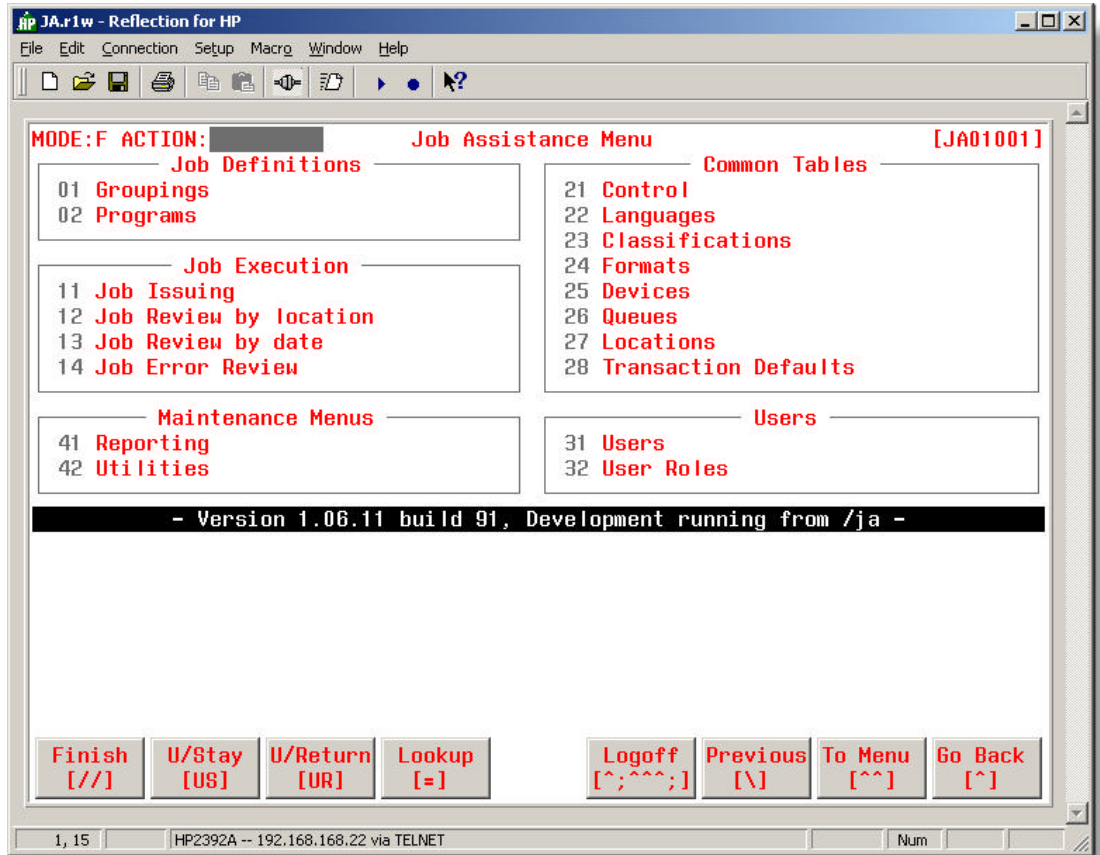 JA.r1w - Reflection for HP
File Edit Connection Setup Macro Window Help
MODE:F ACTION: Job Assistance Menu [JA01001]
Job Definitions
01 Groupings
02 Programs
Job Execution
11 Job Issuing
12 Job Review by location
13 Job Review by date
14 Job Error Review
Maintenance Menus
41 Reporting
42 Utilities
Common Tables
21 Control
22 Languages
23 Classifications
24 Formats
25 Devices
26 Queues
27 Locations
28 Transaction Defaults
Users
31 Users
32 User Roles
- Version 1.06.11 build 91, Development running from /ja -
Finish [//]
U/Stay [US]
U/Return [UR]
Lookup [=]
Logoff [^;^^^;]
Previous [\]
To Menu [^^]
Go Back [^]
1, 15 HP2392A -- 192.168.168.22 via TELNET Num